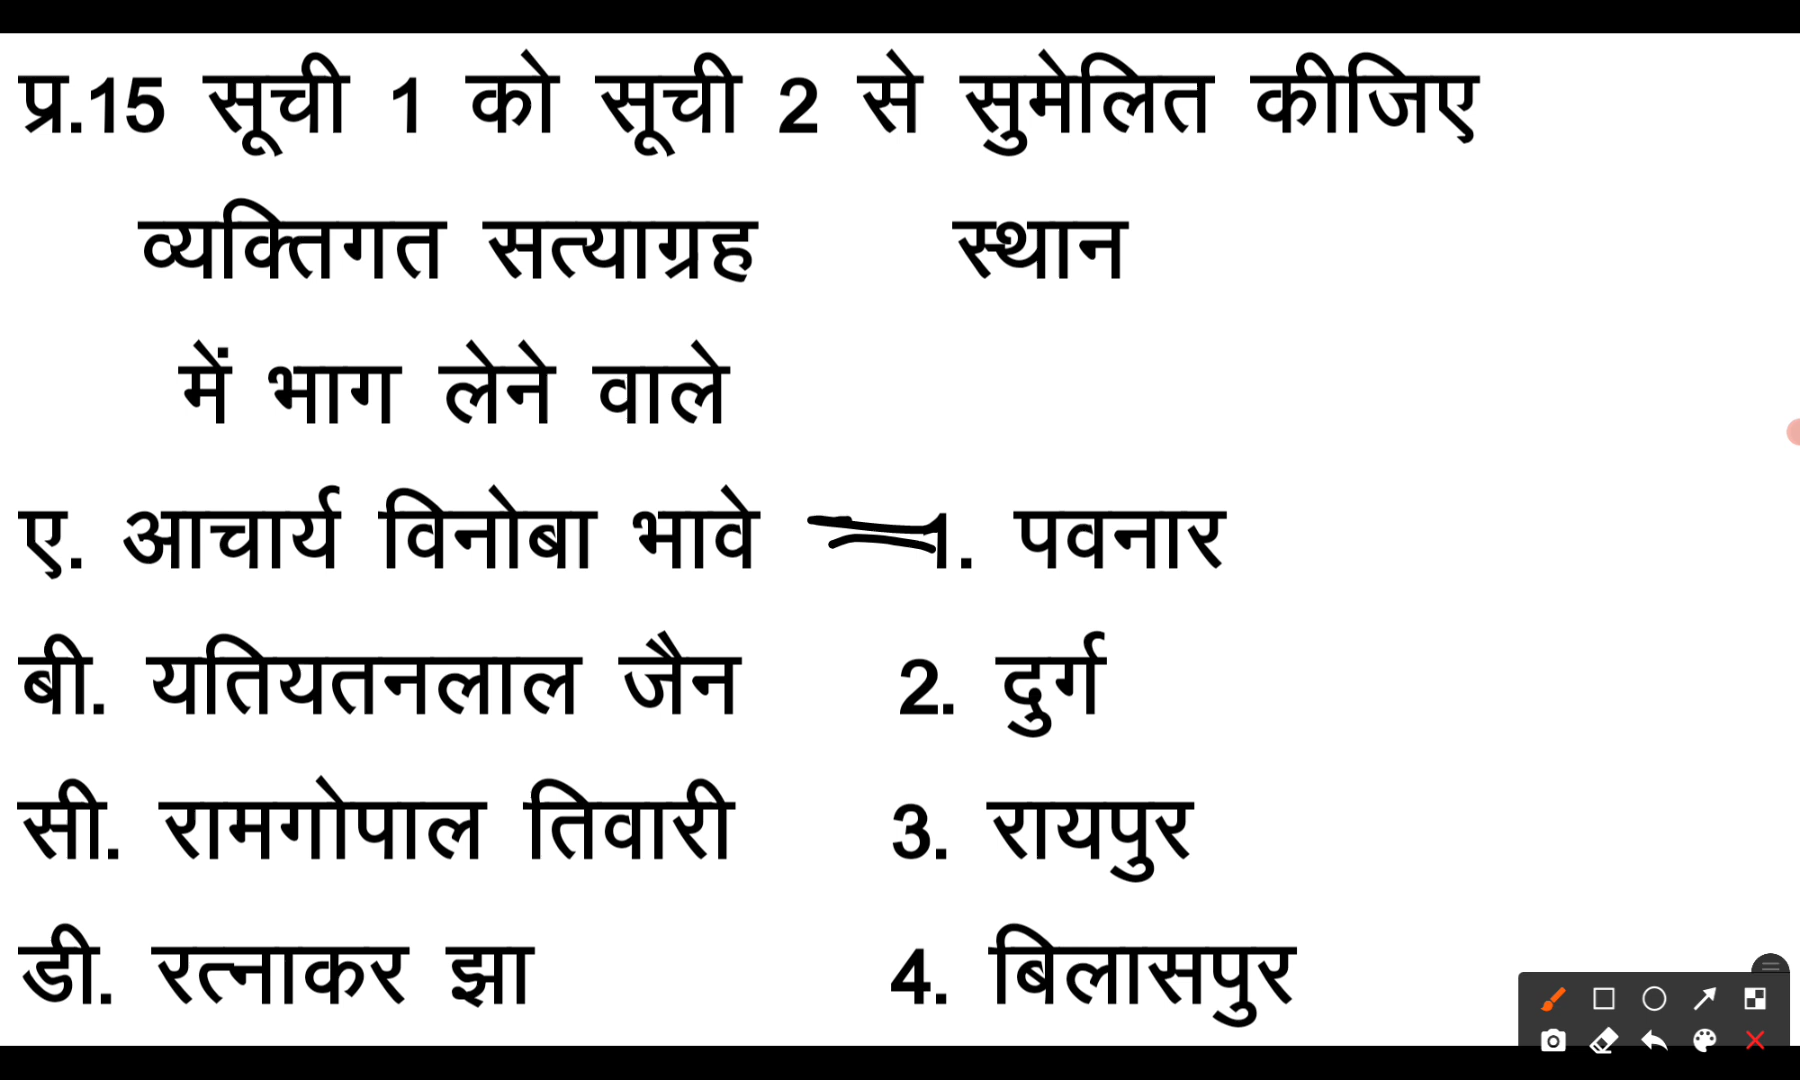 प्र.15 सूची 1 को सूची 2 से सुमेलित कीजिए
व्यक्तिगत सत्याग्रह स्थान
में भाग लेने वाले
ए. आचार्य विनोबा भावे 1. पवनार
बी. यतियतनलाल जैन 2. दुर्ग
सी. रामगोपाल तिवारी 3. रायपुर
डी. रत्नाकर झा 4. बिलासपुर